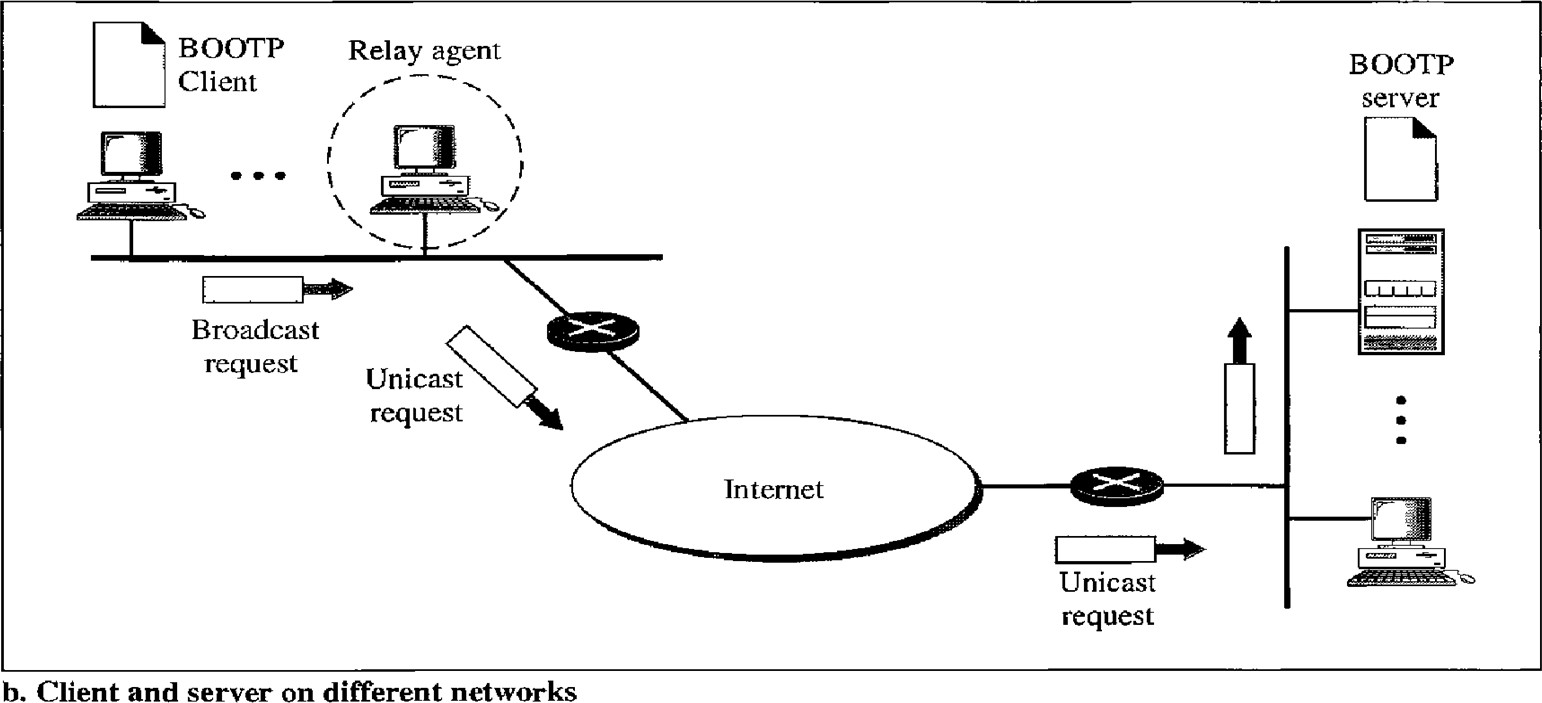 BOOTP
Client
Relay agent
BOOTP
server
Broadcast
request
Unicast
request
Internet
Unicast
request
b. Client and server on different networks